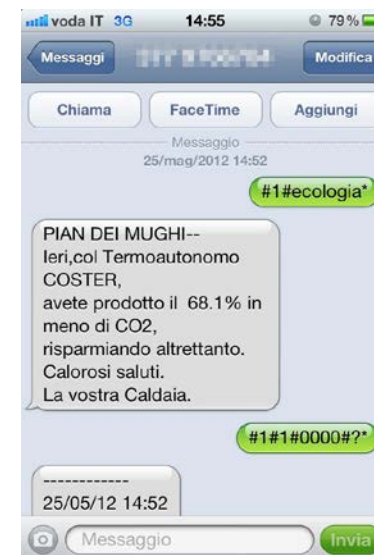 voda IT 3G 14:55 79%
Messaggi Modifica
Chiama FaceTime Aggiungi
Messaggio
25/mag/2012 14:52
#1#ecologia*
PIAN DEI MUGHI--
Ieri,col Termoautonomo
COSTER,
avete prodotto il 68.1% in
meno di CO2,
risparmiando altrettanto.
Calorosi saluti.
La vostra Caldaia.
#1#1#0000#?*
------------
25/05/12 14:52
Messaggio Invia